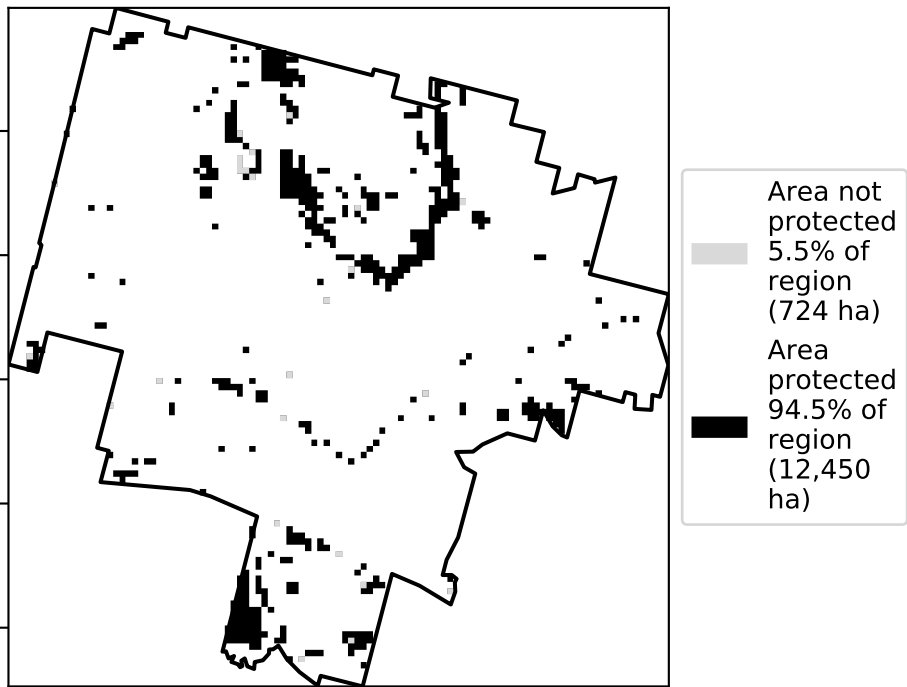 Area not
protected
5.5% of
region
(724 ha)
Area
protected
94.5% of
region
(12,450
ha)